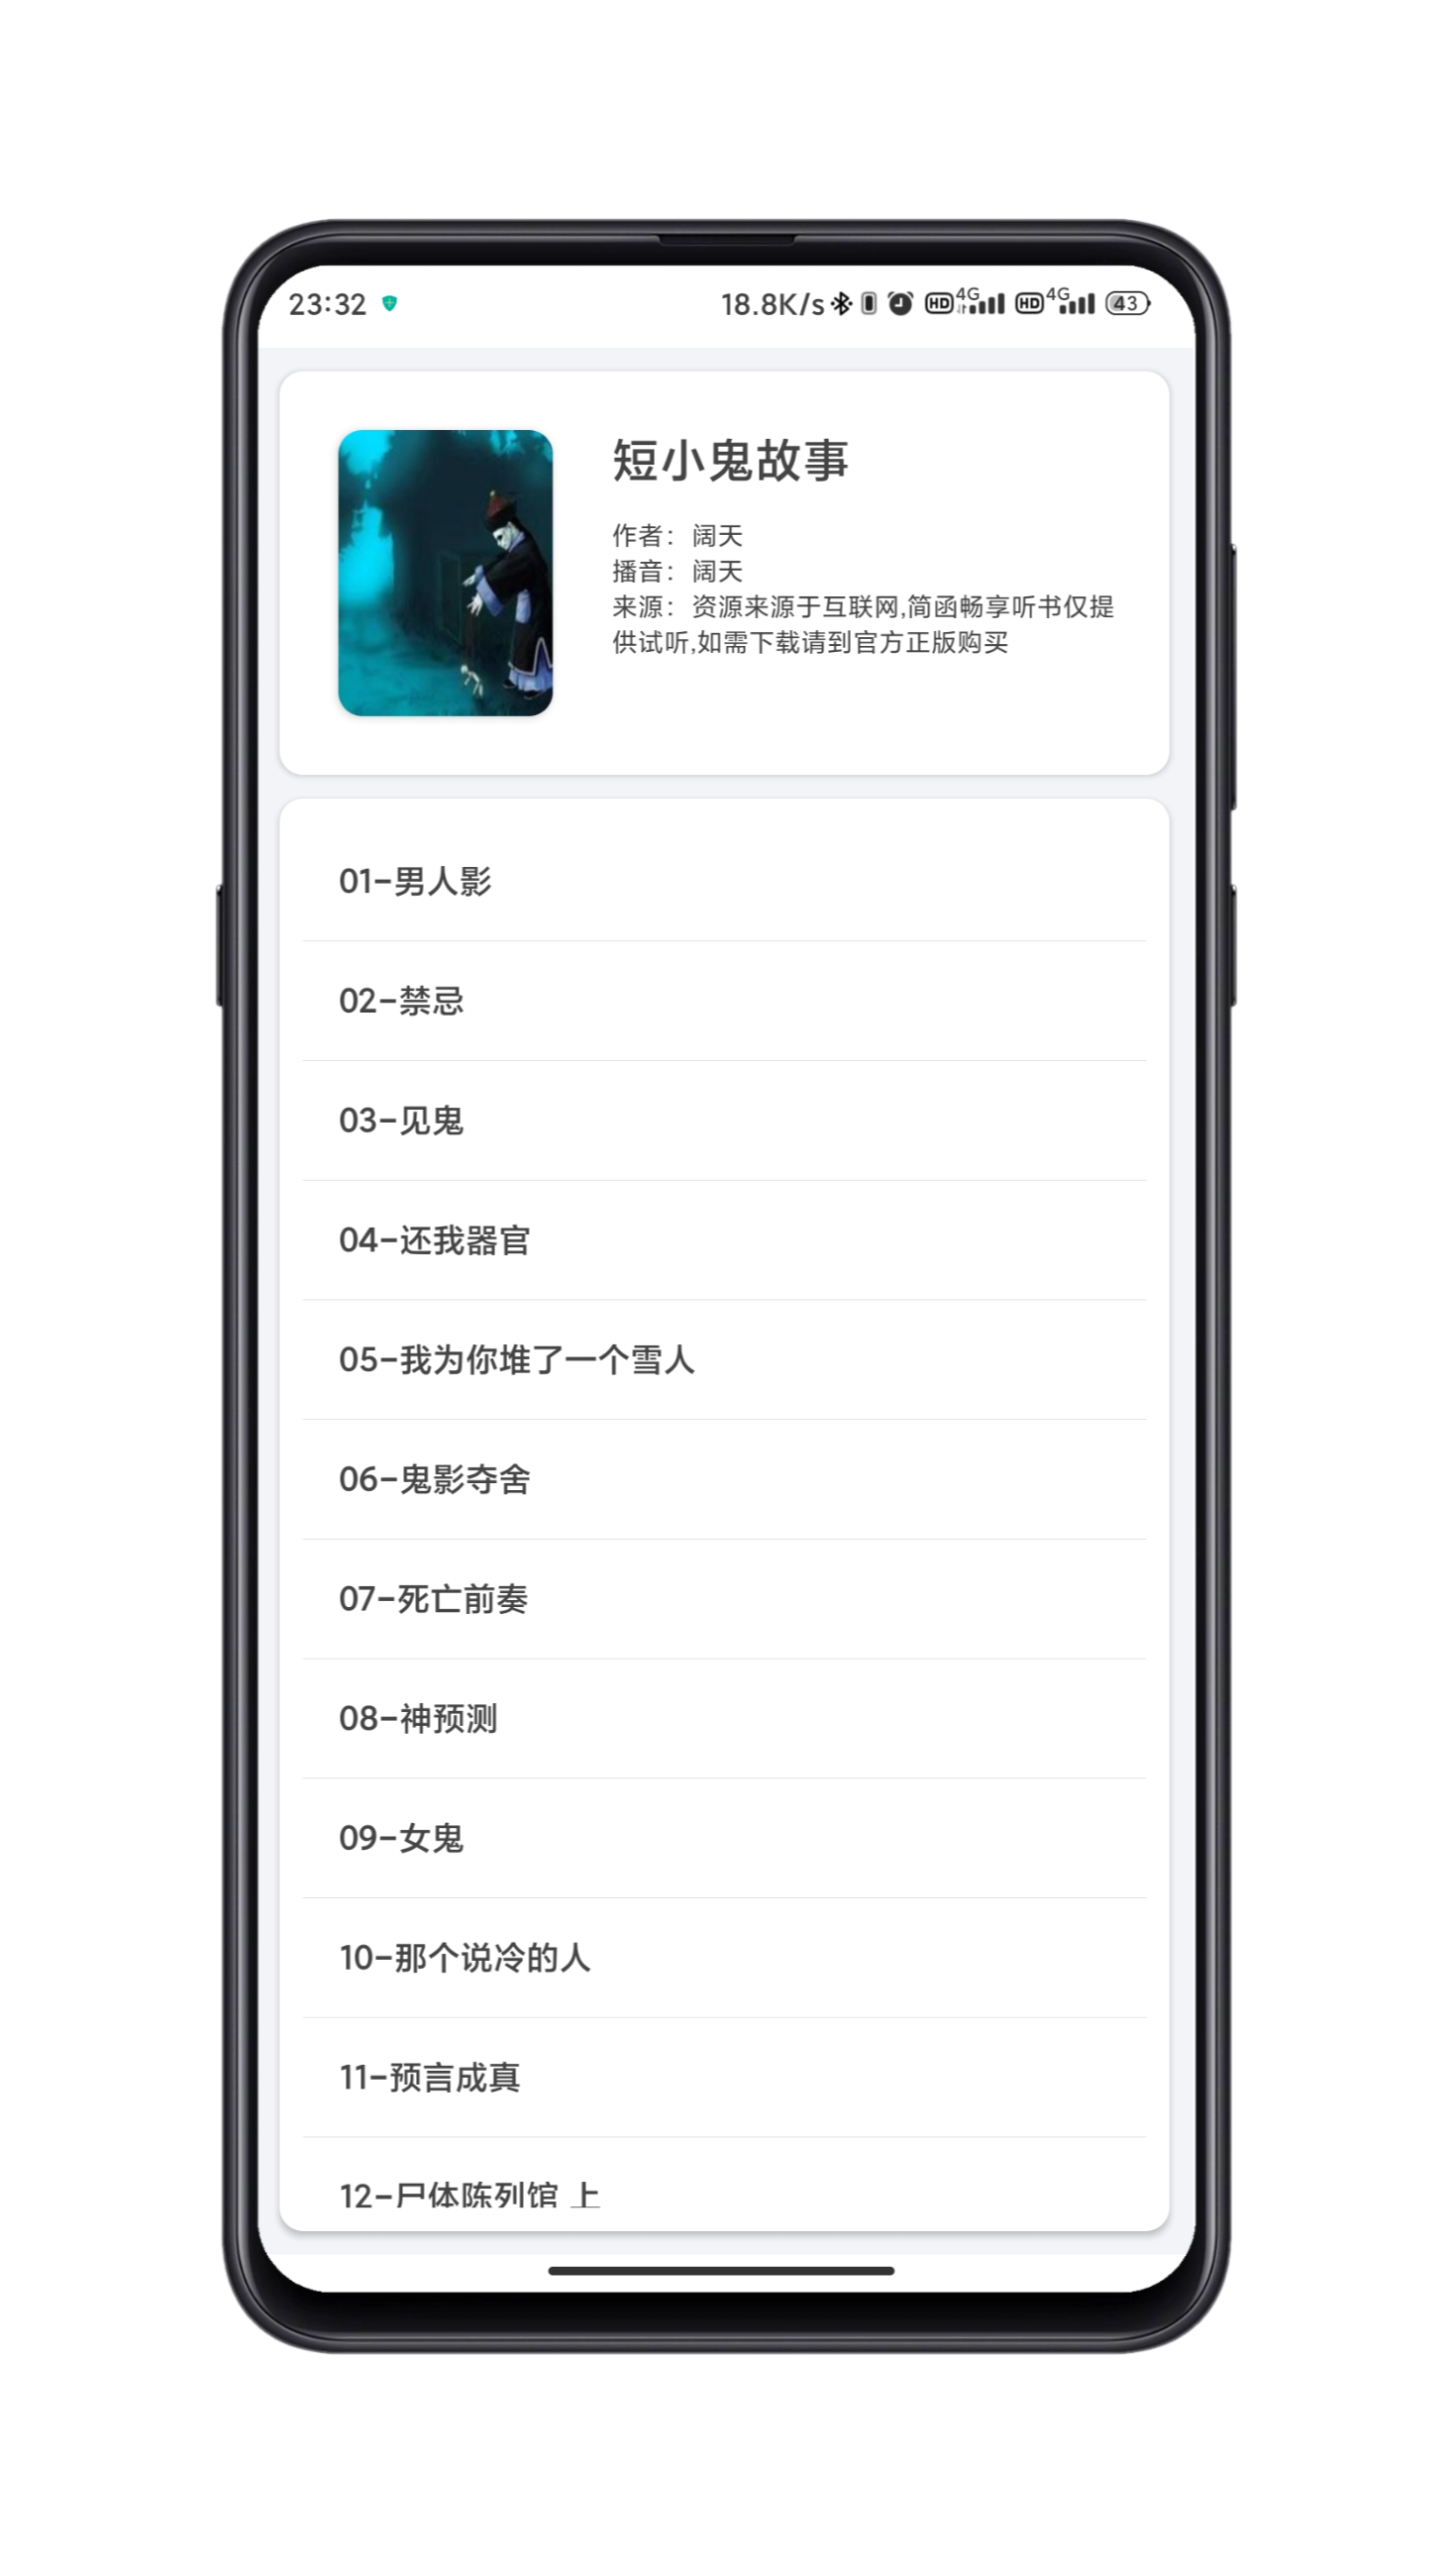 23:32
18.8K/s HD 4G HD 4G 43
短小鬼故事
作者：阔天
播音：阔天
来源：资源来源于互联网,简函畅享听书仅提
供试听,如需下载请到官方正版购买
01-男人影
02-禁忌
03-见鬼
04-还我器官
05-我为你堆了一个雪人
06-鬼影夺舍
07-死亡前奏
08-神预测
09-女鬼
10-那个说冷的人
11-预言成真
12-尸体陈列馆 上